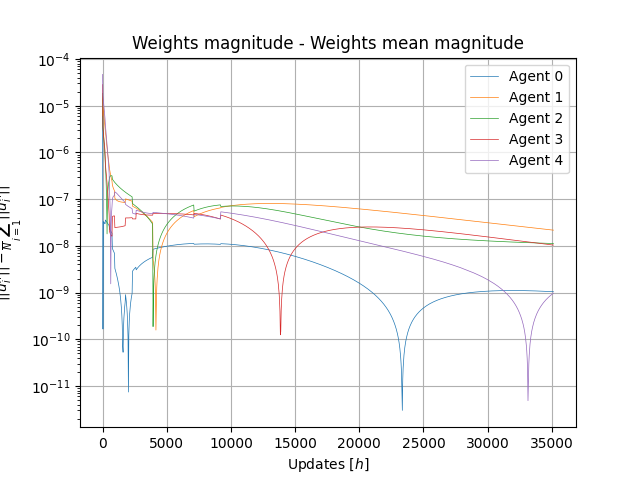 Weights magnitude - Weights mean magnitude
10⁻⁴
10⁻⁵
10⁻⁶
10⁻⁷
10⁻⁸
10⁻⁹
10⁻¹⁰
10⁻¹¹
Agent 0
Agent 1
Agent 2
Agent 3
Agent 4
0 5000 10000 15000 20000 25000 30000 35000
Updates [h]